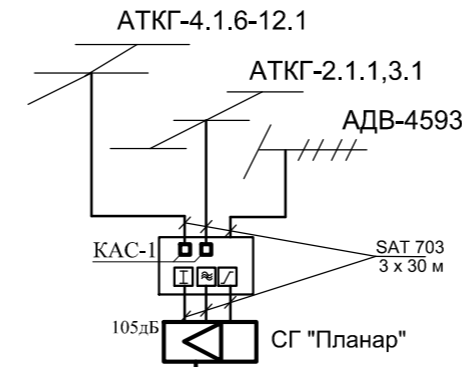 АТКГ-4.1.6-12.1
АТКГ-2.1.1,3.1
АДВ-4593
КАС-1
SAT 703
3 x 30 м
105дБ
СГ "Планар"